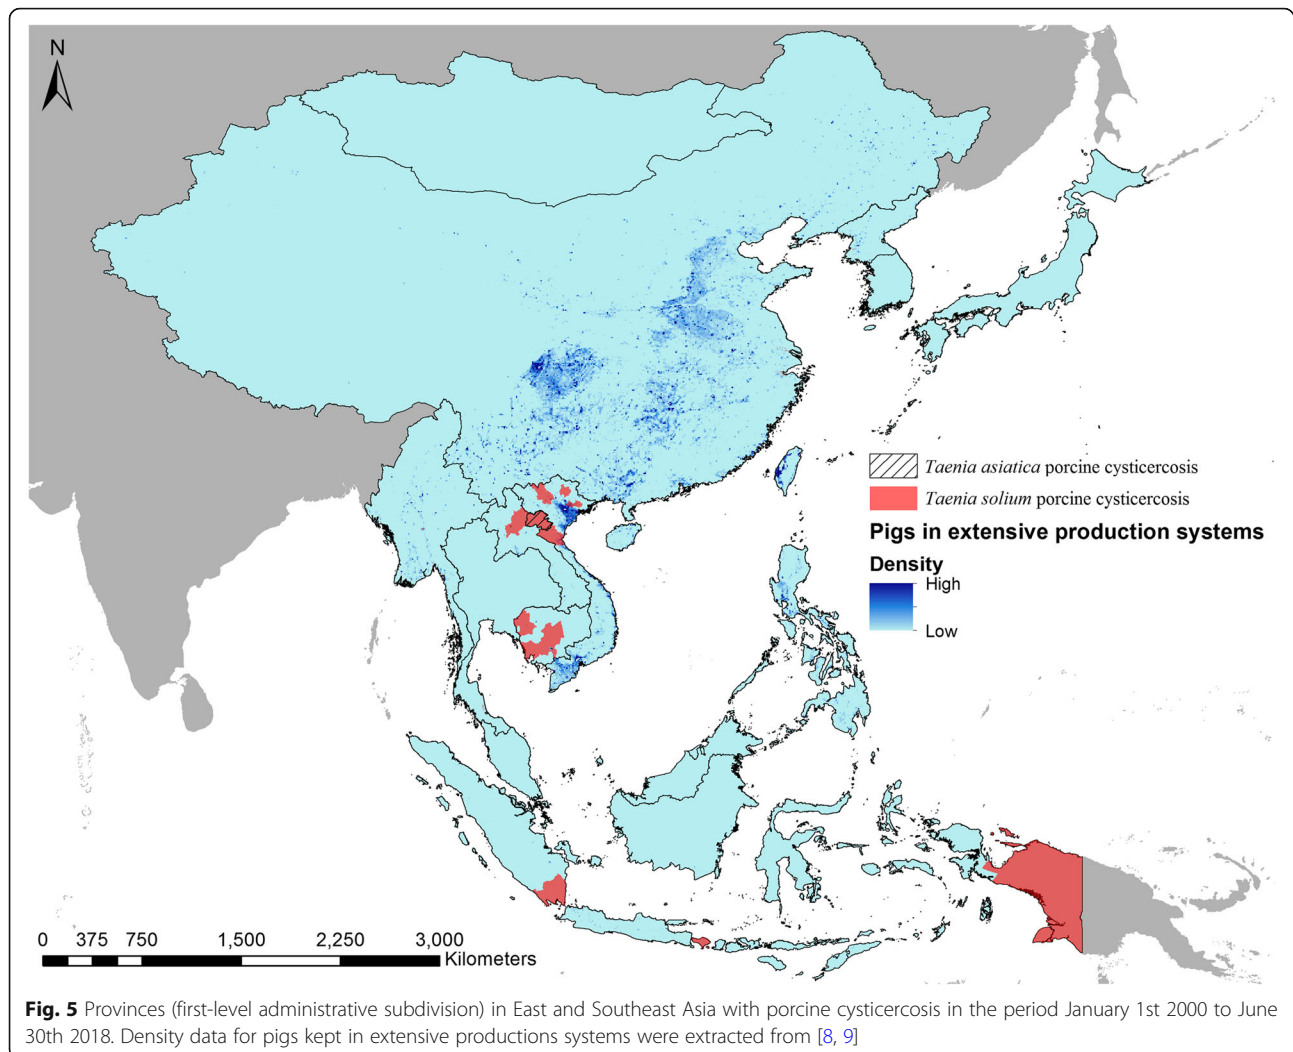 N
Taenia asiatica porcine cysticercosis
Taenia solium porcine cysticercosis
Pigs in extensive production systems
Density
High
Low
0 375 750 1,500 2,250 3,000
Kilometers
Fig. 5 Provinces (first-level administrative subdivision) in East and Southeast Asia with porcine cysticercosis in the period January 1st 2000 to June
30th 2018. Density data for pigs kept in extensive productions systems were extracted from [8, 9]